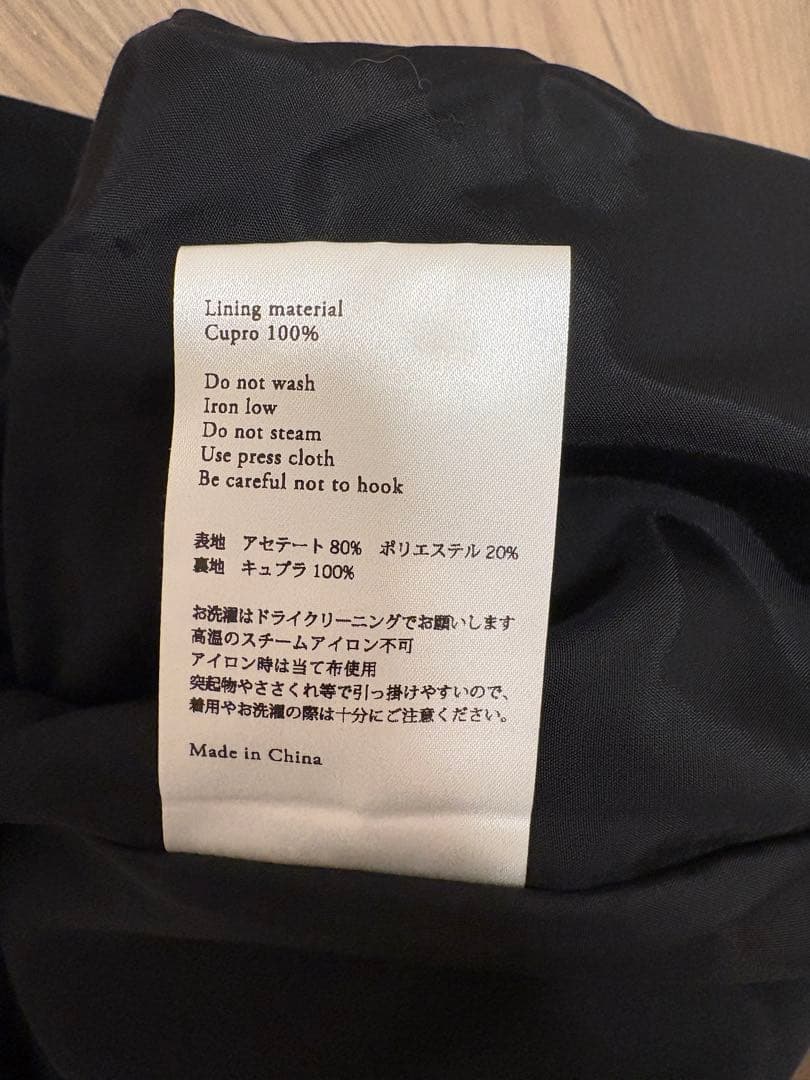 Lining material
Cupro 100%
Do not wash
Iron low
Do not steam
Use press cloth
Be careful not to hook
表地 アセテート 80% ポリエステル 20%
裏地 キュプラ 100%
お洗濯はドライクリーニングでお願いします
高温のスチームアイロン不可
アイロン時は当て布使用
突起物やささくれ等で引っ掛けやすいので、
着用やお洗濯の際は十分にご注意ください。
Made in China